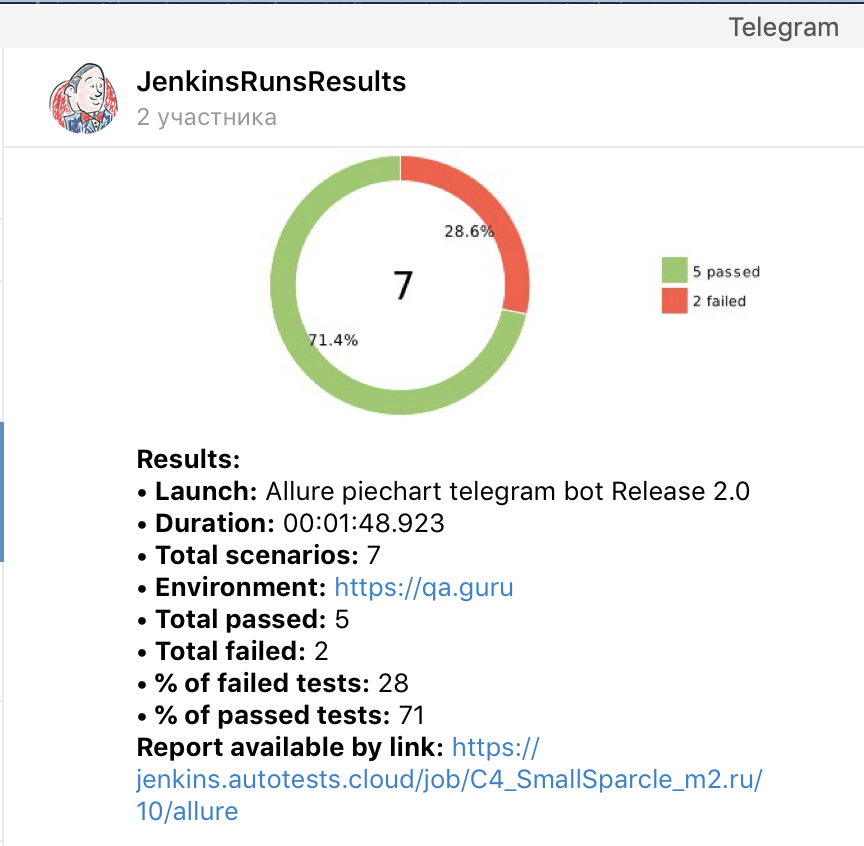 Telegram
JenkinsRunsResults
2 участника
28.6%
7
71.4%
5 passed
2 failed
Results:
• Launch: Allure piechart telegram bot Release 2.0
• Duration: 00:01:48.923
• Total scenarios: 7
• Environment: https://qa.guru
• Total passed: 5
• Total failed: 2
• % of failed tests: 28
• % of passed tests: 71
Report available by link: https://
jenkins.autotests.cloud/job/C4_SmallSparcle_m2.ru/
10/allure